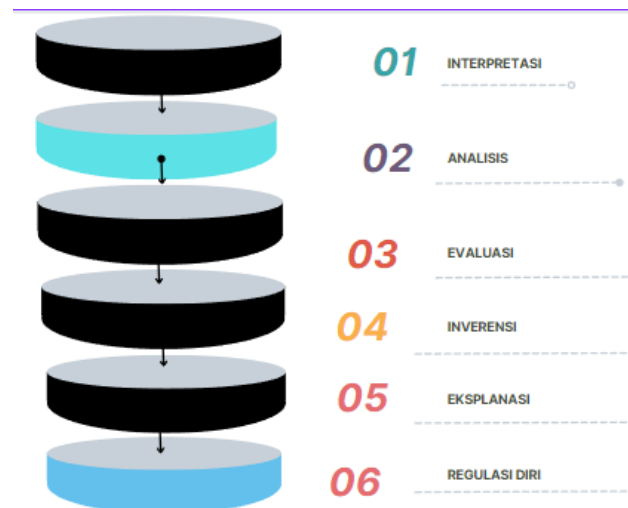 01 INTERPRETASI
02 ANALISIS
03 EVALUASI
04 INVERENSI
05 EKSPLANASI
06 REGULASI DIRI